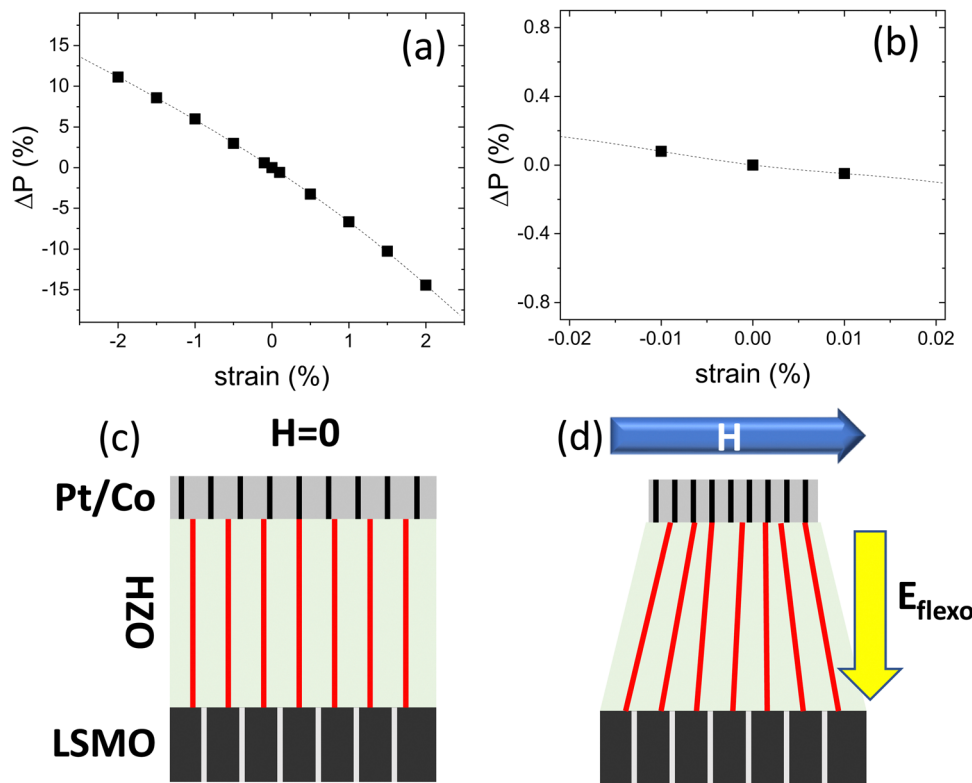 (a)
ΔP (%)
15
10
5
0
-5
-10
-15
-2
-1
0
1
2
strain (%)
(b)
ΔP (%)
0.8
0.4
0.0
-0.4
-0.8
-0.02
-0.01
0.00
0.01
0.02
strain (%)
(c)
H=0
Pt/Co
HZO
LSMO
(d)
H
E_flexo